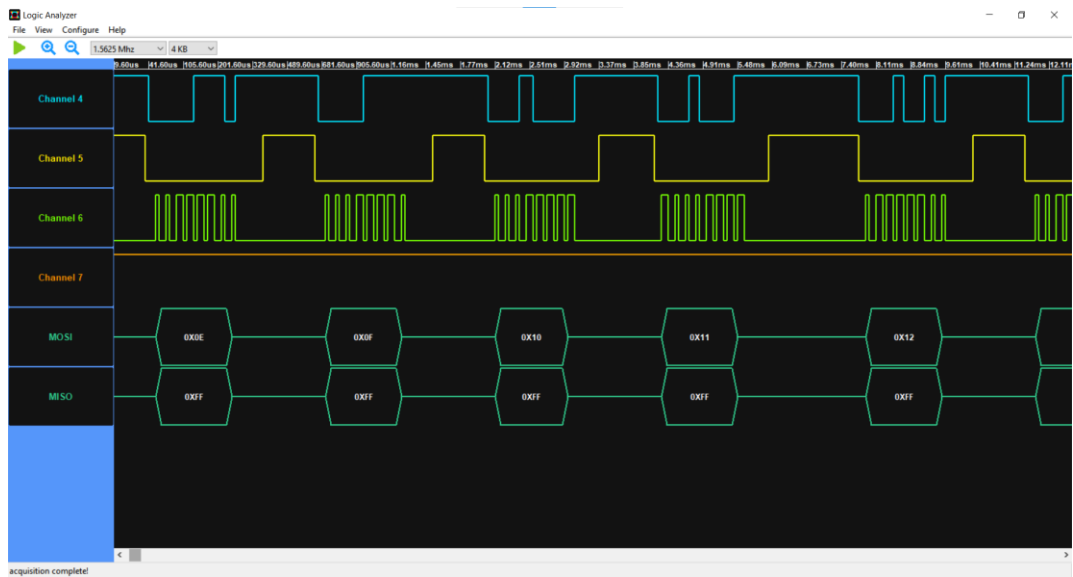 Logic Analyzer
File View Configure Help
1.5625 Mhz 4 KB
9.60us |41.60us |105.60us|201.60us|329.60us|489.60us|681.60us|905.60us|1.16ms |1.45ms |1.77ms |2.12ms |2.51ms |2.92ms |3.37ms |3.85ms |4.36ms |4.91ms |5.48ms |6.09ms |6.73ms |7.40ms |8.11ms |8.84ms |9.61ms |10.41ms |11.24ms |12.11m
Channel 4
Channel 5
Channel 6
Channel 7
MOSI 0X0E 0X0F 0X10 0X11 0X12
MISO 0XFF 0XFF 0XFF 0XFF 0XFF
acquisition complete!